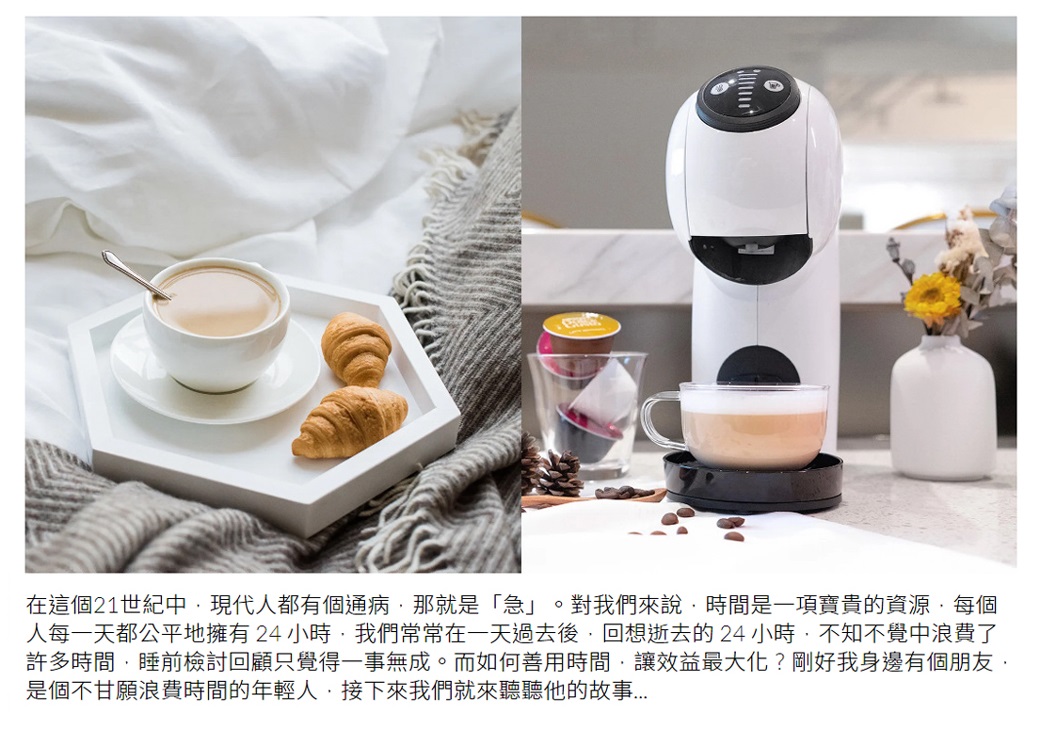 在這個21世紀中，現代人都有個通病，那就是「急」。對我們來說，時間是一項寶貴的資源，每個
人每一天都公平地擁有 24 小時，我們常常在一天過去後，回想逝去的 24 小時，不知不覺中浪費了
許多時間，睡前檢討回顧只覺得一事無成。而如何善用時間，讓效益最大化？剛好我身邊有個朋友，
是個不甘願浪費時間的年輕人，接下來我們就來聽聽他的故事...